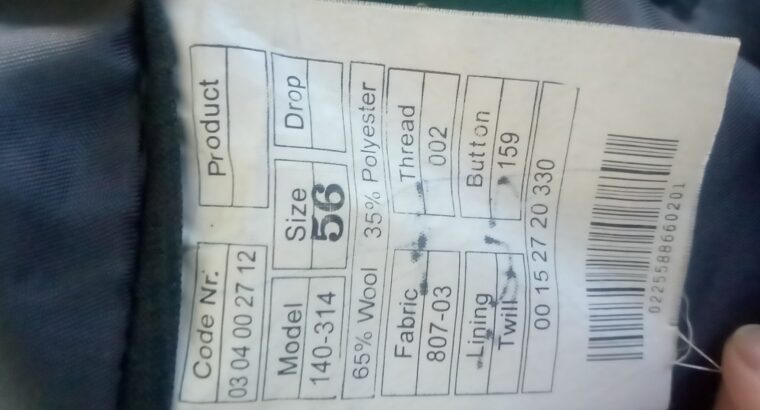 Code Nr. Product
03 04 00 27 12
Model Size Drop
140-314 56
65% Wool 35% Polyester
Fabric Thread
807-03 002
Lining Button
Twill 159
00 15 27 20 330
0225588660201